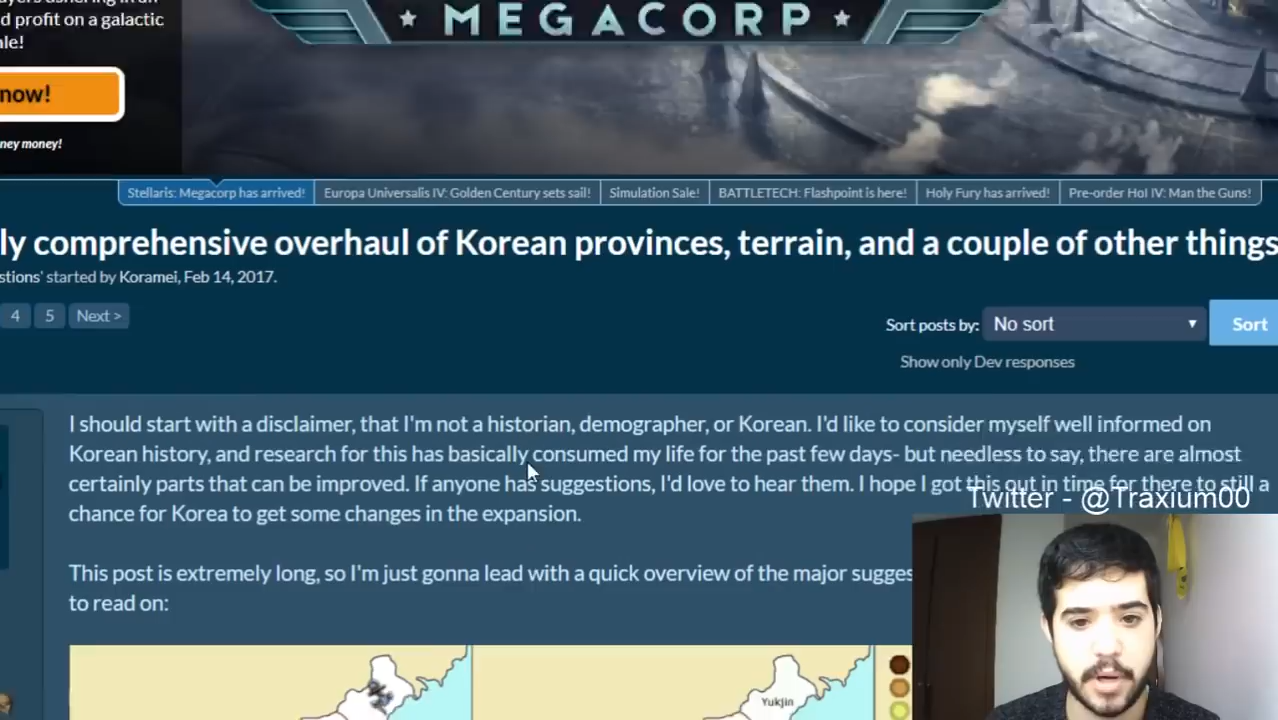 d profit on a galactic
le!
MEGACORP
now!
ney money!
Stellaris: Megacorp has arrived!
Europa Universalis IV: Golden Century sets sail!
Simulation Sale!
BATTLETECH: Flashpoint is here!
Holy Fury has arrived!
Pre-order HoI IV: Man the Guns!
ly comprehensive overhaul of Korean provinces, terrain, and a couple of other things
stions' started by Koramei, Feb 14, 2017.
4 5 Next >
Sort posts by: No sort Sort
Show only Dev responses
I should start with a disclaimer, that I'm not a historian, demographer, or Korean. I'd like to consider myself well informed on
Korean history, and research for this has basically consumed my life for the past few days- but needless to say, there are almost
certainly parts that can be improved. If anyone has suggestions, I'd love to hear them. I hope I got this out in time for there to still a
chance for Korea to get some changes in the expansion.
Twitter - @Traxium00
This post is extremely long, so I'm just gonna lead with a quick overview of the major sugges
to read on:
Yukjin